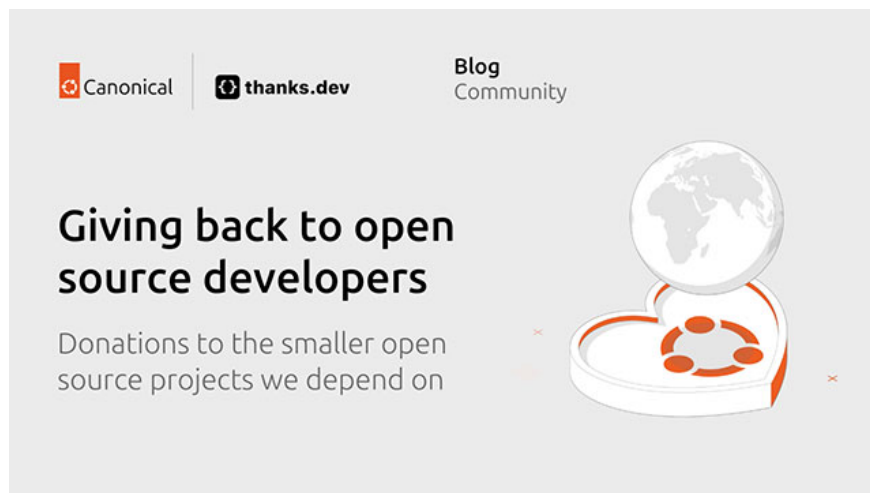 Canonical
thanks.dev
Blog
Community
Giving back to open
source developers
Donations to the smaller open
source projects we depend on